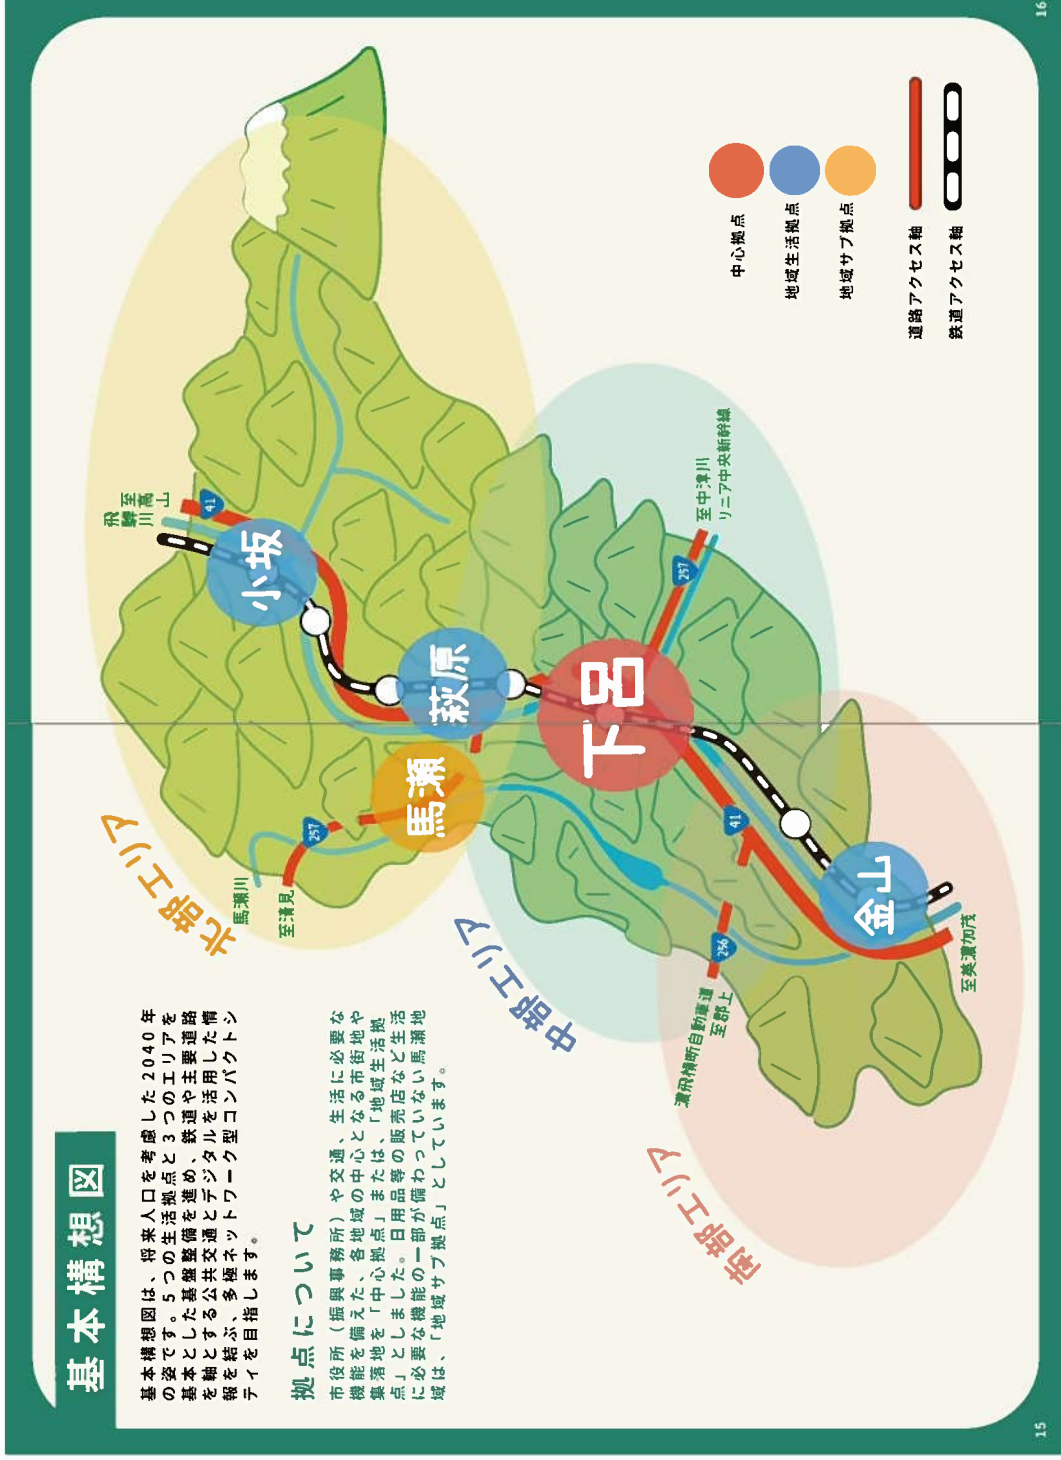 基本構想図
基本構想図は、将来人口を考慮した2040年
の姿です。5つの生活拠点と3つのエリアを
基本とした基盤整備を進め、鉄道や主要道路
を軸とする公共交通とデジタルを活用した情
報を結ぶ、多極ネットワーク型コンパクトシ
ティを目指します。
拠点について
市役所（振興事務所）や交通、生活に必要な
機能を備えた、各地域の中心となる市街地や
集落地を「中心拠点」または、「地域生活拠
点」としました。日用品等の販売店など生活
に必要な機能の一部が備わっていない馬瀬地
域は、「地域サブ拠点」としています。
北部エリア
中部エリア
南部エリア
飛騨川
至高山
41
小坂
萩原
馬瀬
257
馬瀬川
至清見
下呂
257
至中津川
リニア中央新幹線
41
256
濃飛横断自動車道
至郡上
金山
至美濃加茂
中心拠点
地域生活拠点
地域サブ拠点
道路アクセス軸
鉄道アクセス軸
15
16